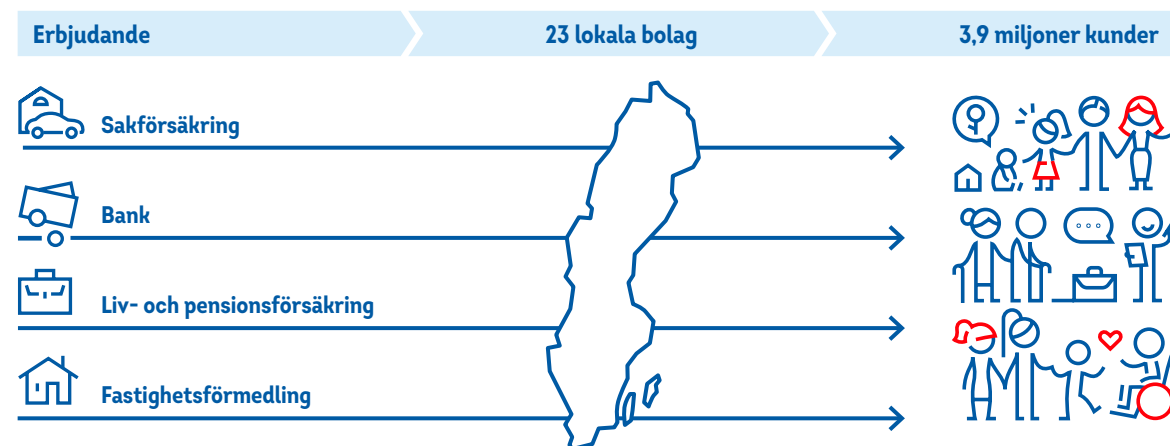 Erbjudande
23 lokala bolag
3,9 miljoner kunder
Sakförsäkring
Bank
Liv- och pensionsförsäkring
Fastighetsförmedling